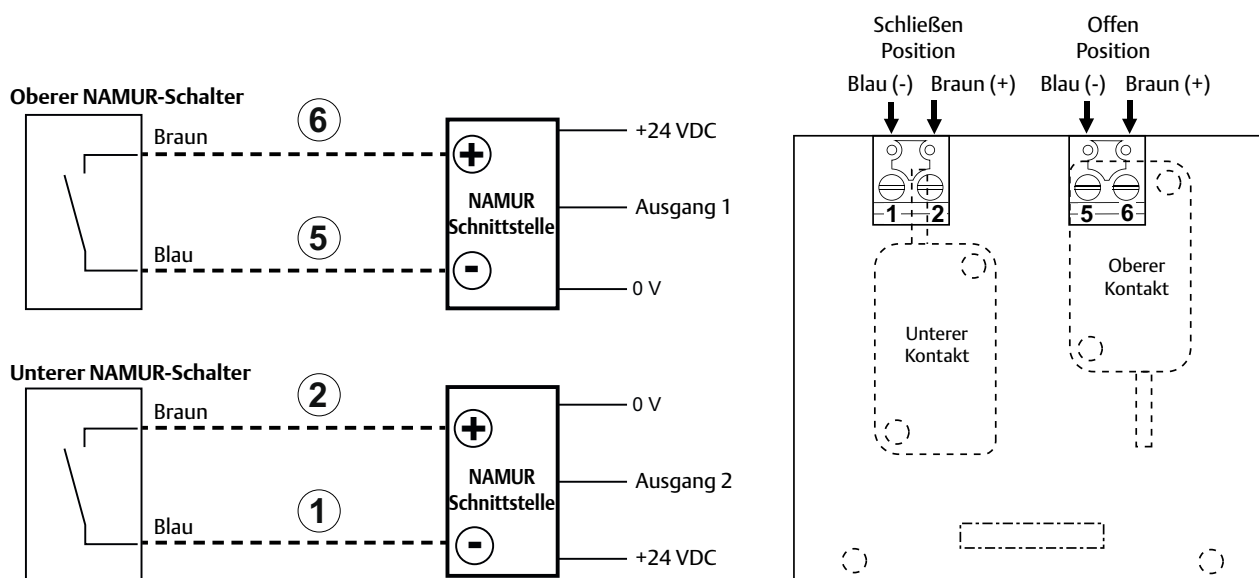 Oberer NAMUR-Schalter
Braun
6
+
+24 VDC
NAMUR
Schnittstelle
Ausgang 1
Blau
5
-
0 V
Unterer NAMUR-Schalter
Braun
2
+
0 V
NAMUR
Schnittstelle
Ausgang 2
Blau
1
-
+24 VDC
Schließen
Position
Blau (-) Braun (+)
Offen
Position
Blau (-) Braun (+)
1 2
5 6
Oberer
Kontakt
Unterer
Kontakt